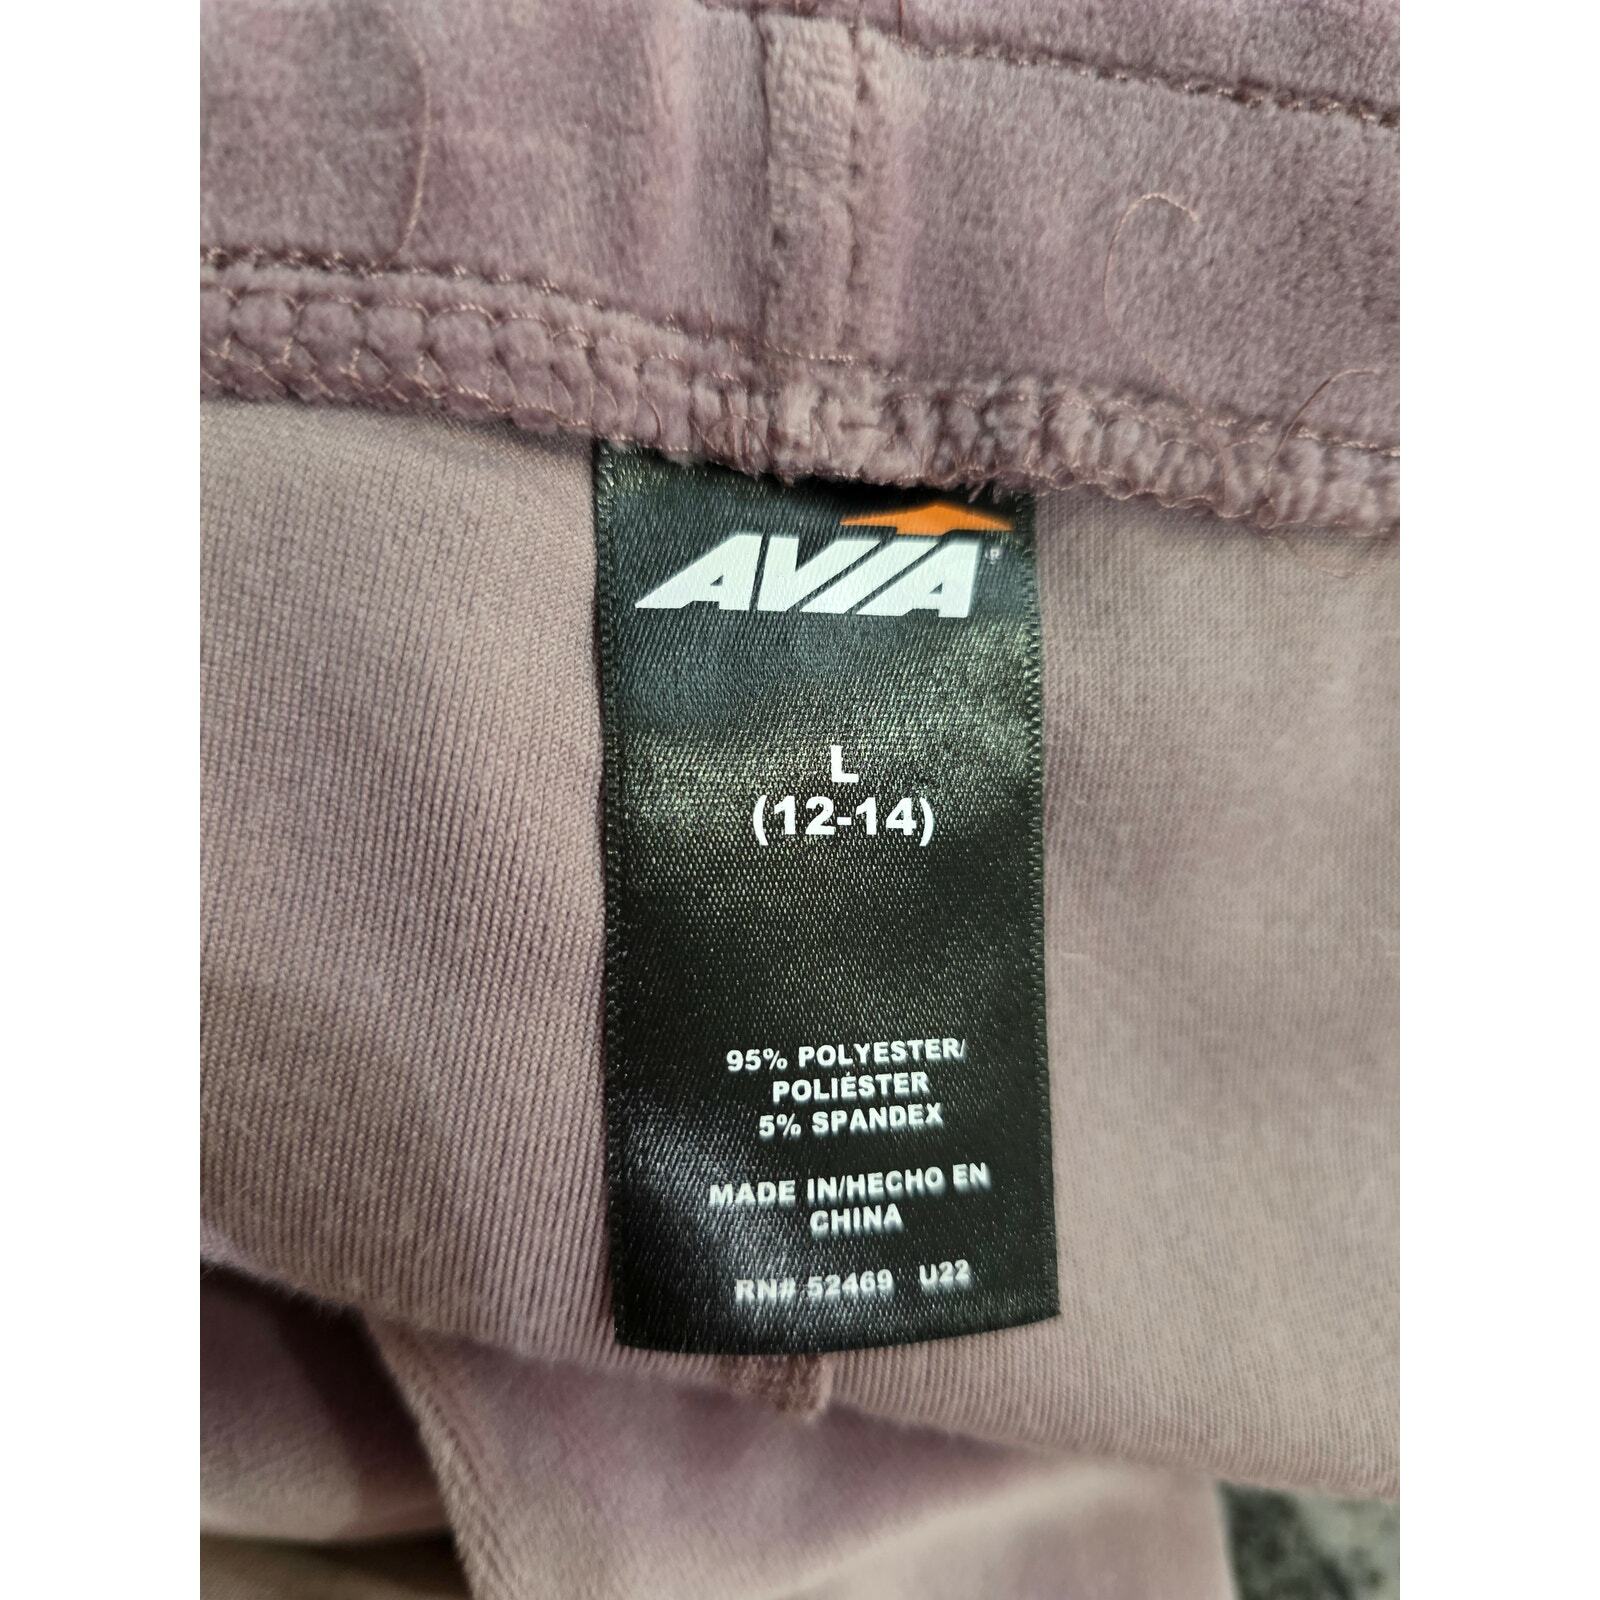 AVIA
L
(12-14)
95% POLYESTER/
POLIÉSTER
5% SPANDEX
MADE IN/HECHO EN
CHINA
RN# 52469 U22